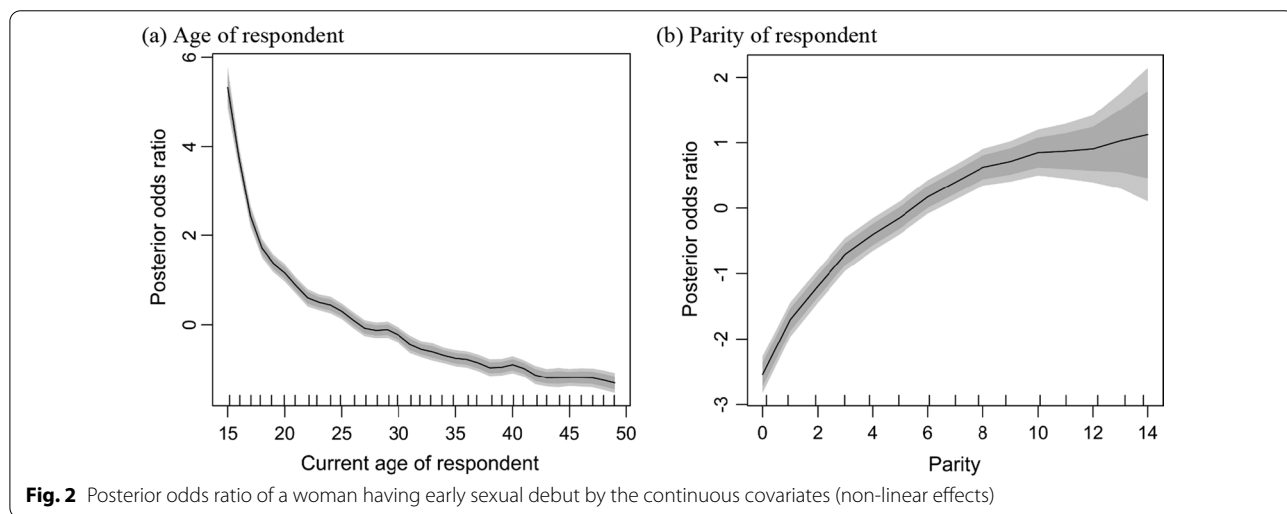 (a) Age of respondent
Posterior odds ratio
6
4
2
0
15 20 25 30 35 40 45 50
Current age of respondent
(b) Parity of respondent
Posterior odds ratio
2
1
0
-1
-2
-3
0 2 4 6 8 10 12 14
Parity
Fig. 2 Posterior odds ratio of a woman having early sexual debut by the continuous covariates (non-linear effects)